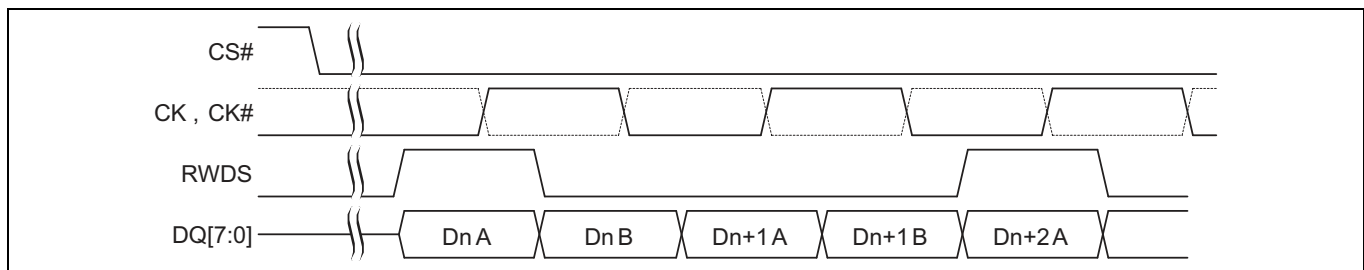 CS#
CK , CK#
RWDS
DQ[7:0]
Dn A Dn B Dn+1 A Dn+1 B Dn+2 A